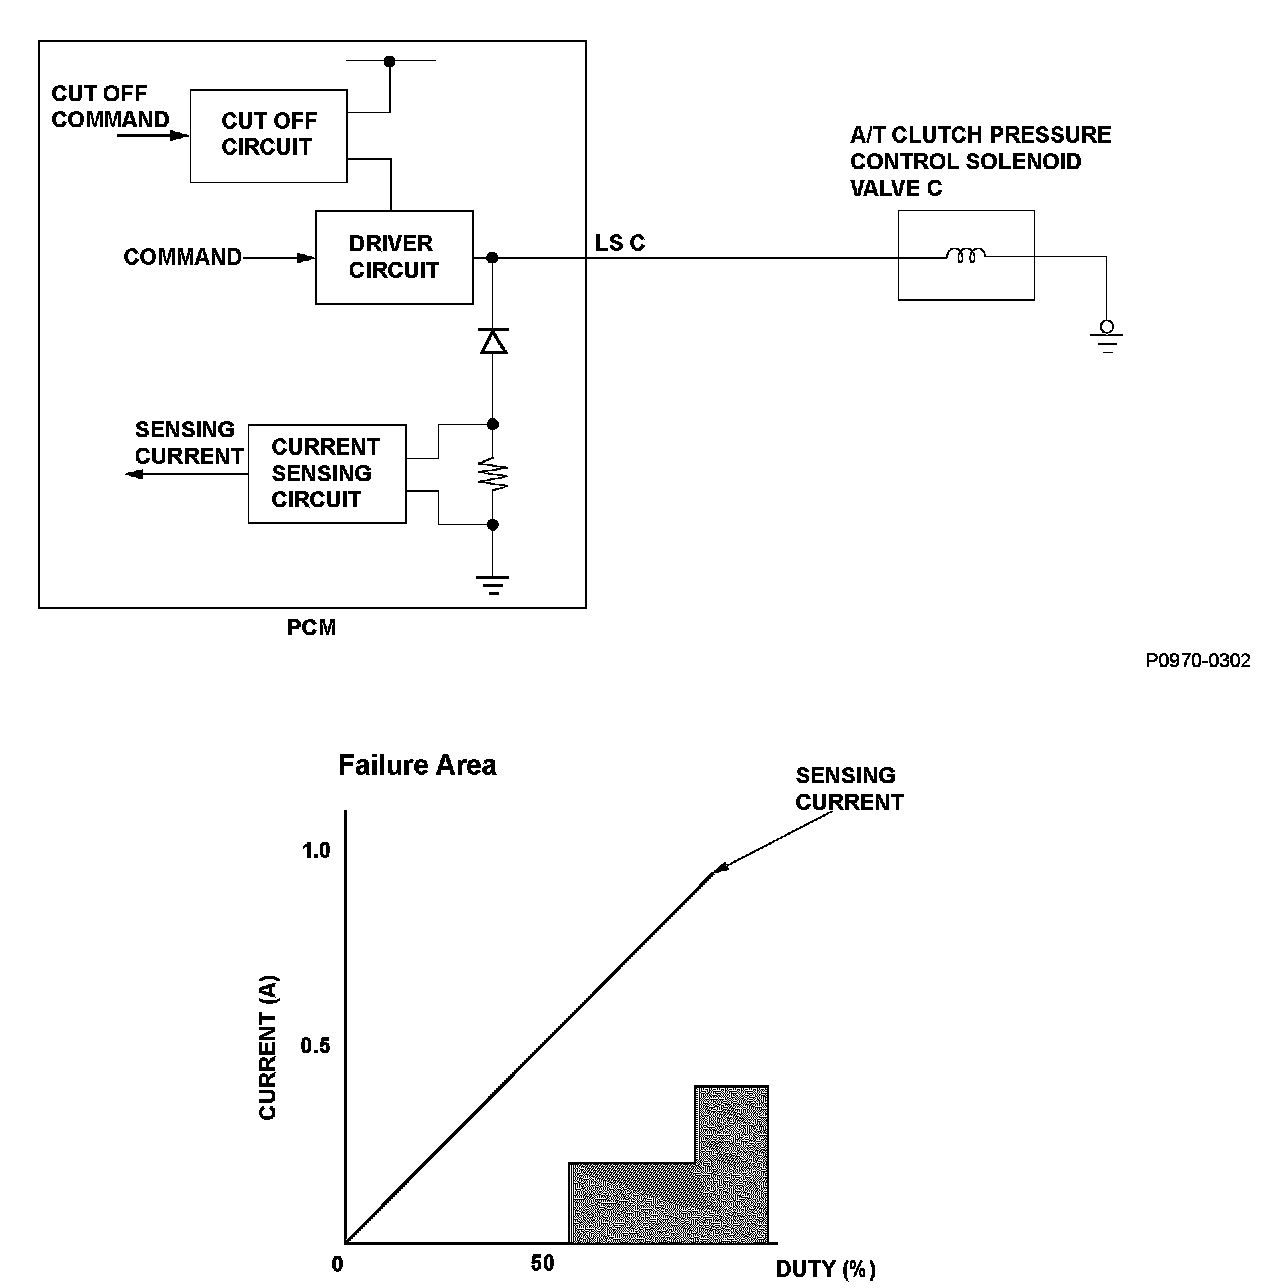 CUT OFF
COMMAND
CUT OFF
CIRCUIT
A/T CLUTCH PRESSURE
CONTROL SOLENOID
VALVE C
COMMAND
DRIVER
CIRCUIT
LS C
SENSING
CURRENT
CURRENT
SENSING
CIRCUIT
PCM
P0970-0302
Failure Area
SENSING
CURRENT
1.0
CURRENT (A)
0.5
0
50
DUTY (%)